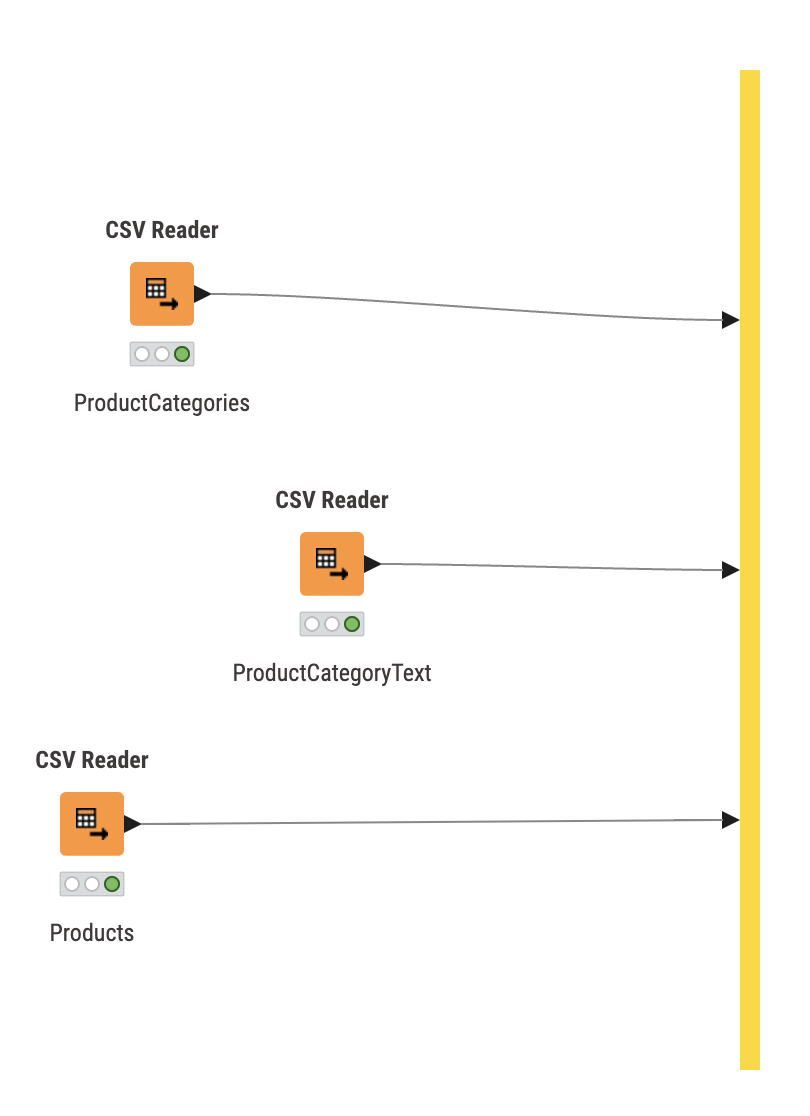 CSV Reader
ProductCategories
CSV Reader
ProductCategoryText
CSV Reader
Products